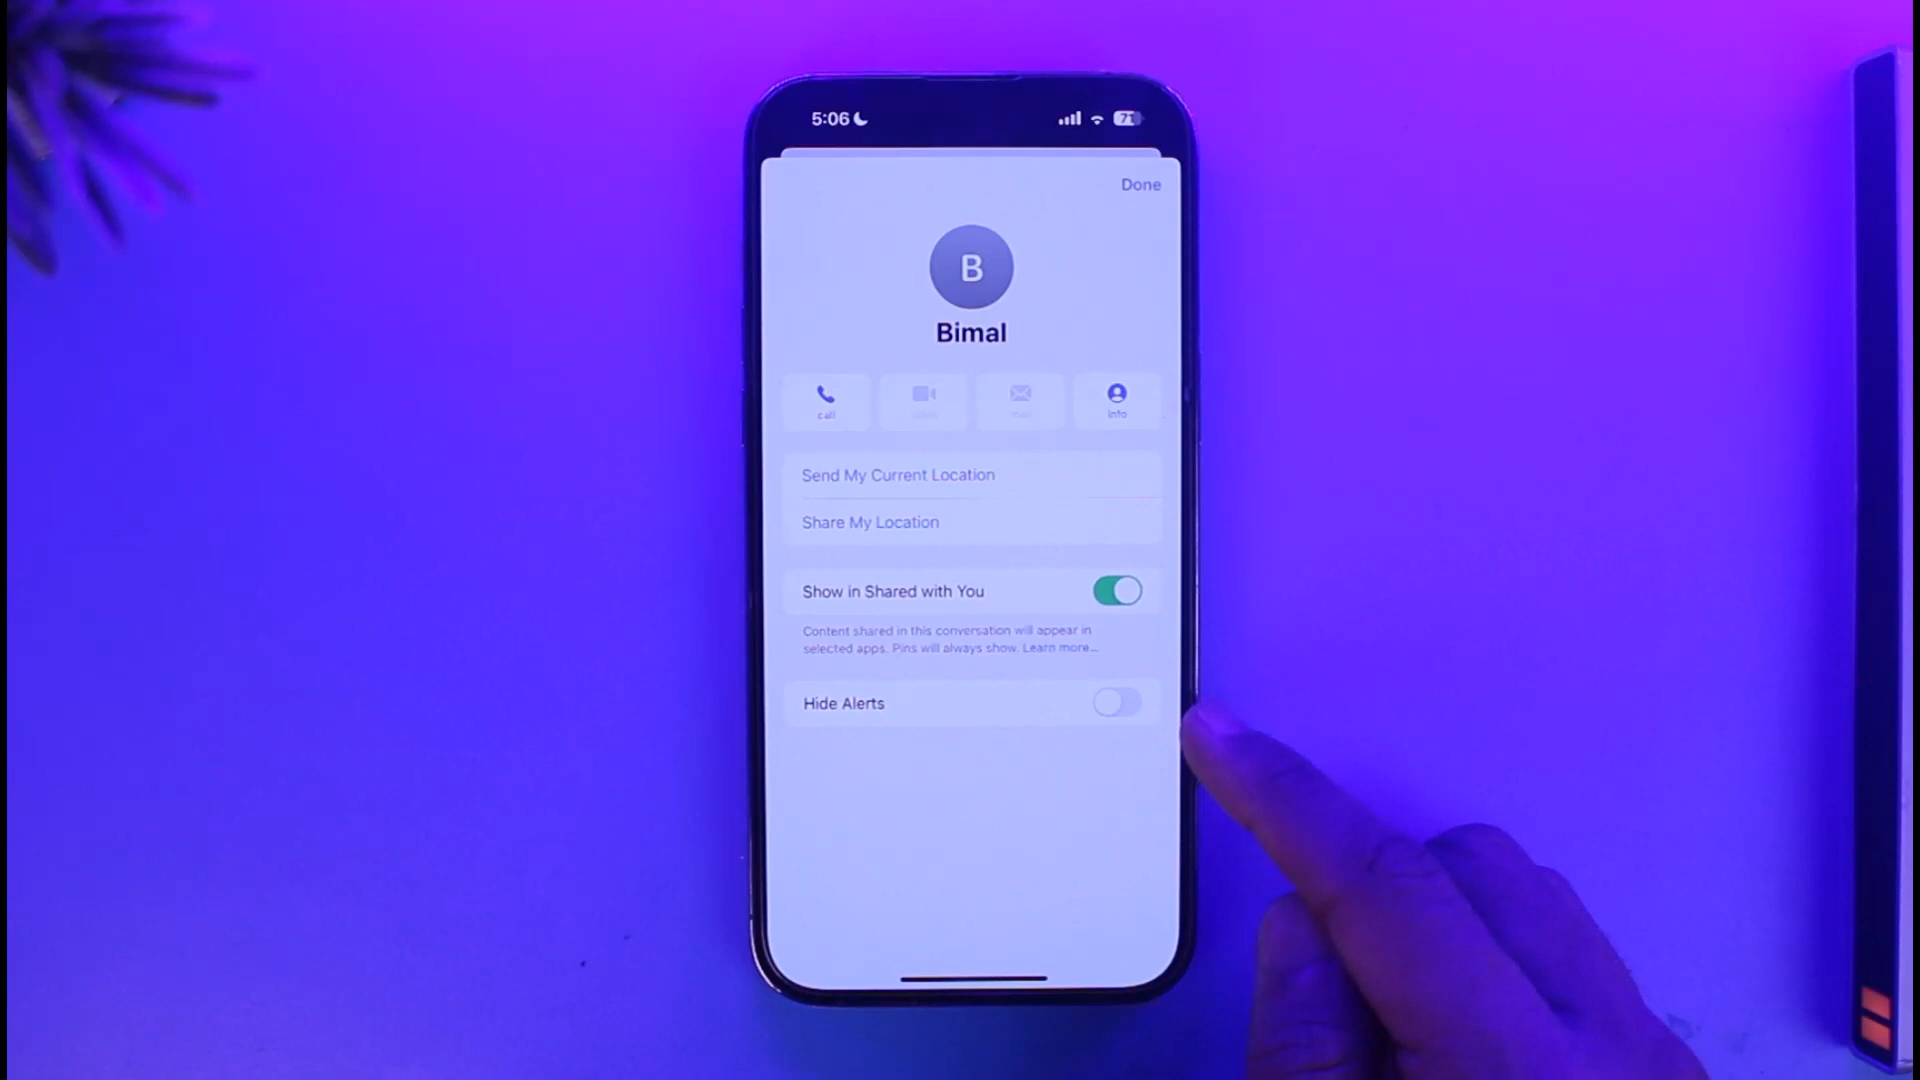 5:06
71
Done
B
Bimal
call
info
Send My Current Location
Share My Location
Show in Shared with You
Content shared in this conversation will appear in
selected apps. Pins will always show. Learn more...
Hide Alerts